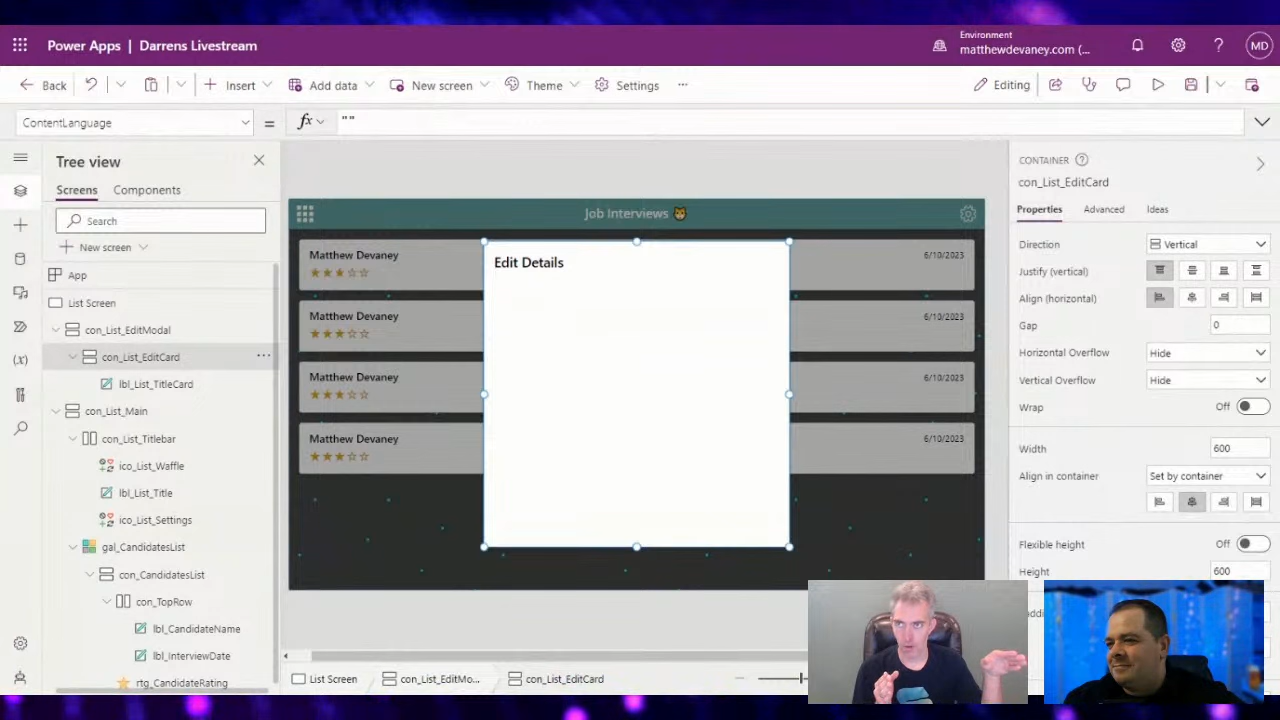 Power Apps | Darrens Livestream
Environment
matthewdevaney.com (...
MD
Back
Insert
Add data
New screen
Theme
Settings
...
Editing
ContentLanguage
=
fx
""
Tree view
Screens
Components
Search
New screen
App
List Screen
con_List_EditModal
con_List_EditCard
...
lbl_List_TitleCard
con_List_Main
con_List_Titlebar
ico_List_Waffle
lbl_List_Title
ico_List_Settings
gal_CandidatesList
con_CandidatesList
con_TopRow
lbl_CandidateName
lbl_InterviewDate
rtg_CandidateRating
Job Interviews
Matthew Devaney
6/10/2023
Matthew Devaney
6/10/2023
Matthew Devaney
6/10/2023
Matthew Devaney
6/10/2023
Edit Details
List Screen
con_List_EditMo...
con_List_EditCard
CONTAINER
con_List_EditCard
Properties
Advanced
Ideas
Direction
Vertical
Justify (vertical)
Align (horizontal)
Gap
0
Horizontal Overflow
Hide
Vertical Overflow
Hide
Wrap
Off
Width
600
Align in container
Set by container
Flexible height
Off
Height
600